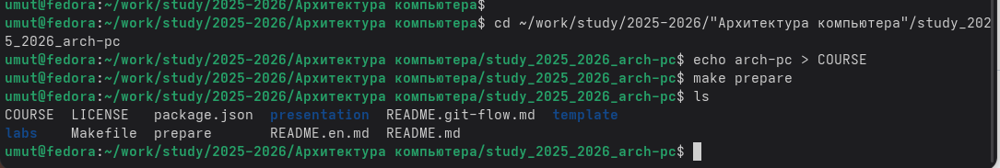 umut@fedora:~/work/study/2025-2026/Архитектура компьютера$
umut@fedora:~/work/study/2025-2026/Архитектура компьютера$ cd ~/work/study/2025-2026/"Архитектура компьютера"/study_202
5_2026_arch-pc
umut@fedora:~/work/study/2025-2026/Архитектура компьютера/study_2025_2026_arch-pc$ echo arch-pc > COURSE
umut@fedora:~/work/study/2025-2026/Архитектура компьютера/study_2025_2026_arch-pc$ make prepare
umut@fedora:~/work/study/2025-2026/Архитектура компьютера/study_2025_2026_arch-pc$ ls
COURSE  LICENSE   package.json  presentation  README.git-flow.md  template
labs    Makefile  prepare       README.en.md  README.md
umut@fedora:~/work/study/2025-2026/Архитектура компьютера/study_2025_2026_arch-pc$